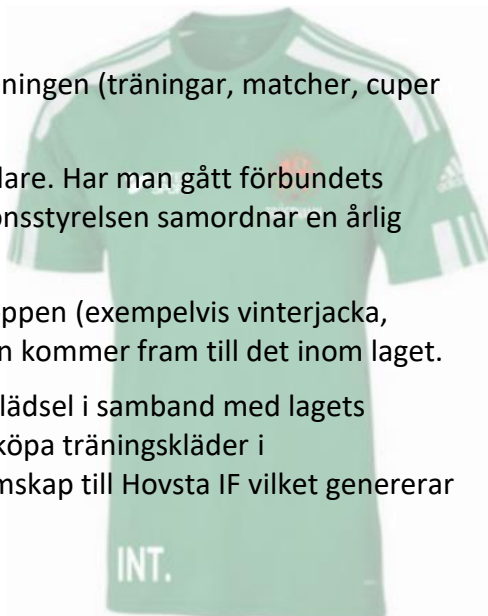 ningen (träningar, matcher, cuper
lare. Har man gått förbundets
onsstyrelsen samordnar en årlig
ppen (exempelvis vinterjacka,
n kommer fram till det inom laget.
lädsel i samband med lagets
köpa träningskläder i
mskap till Hovsta IF vilket genererar
INT.